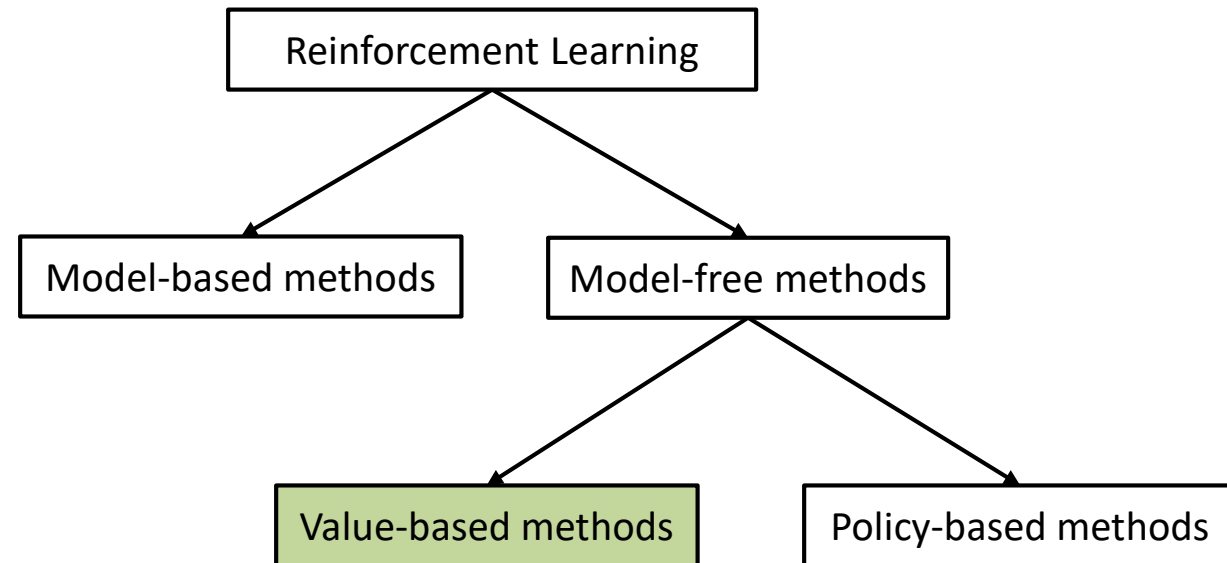 Reinforcement Learning
Model-based methods
Model-free methods
Value-based methods
Policy-based methods